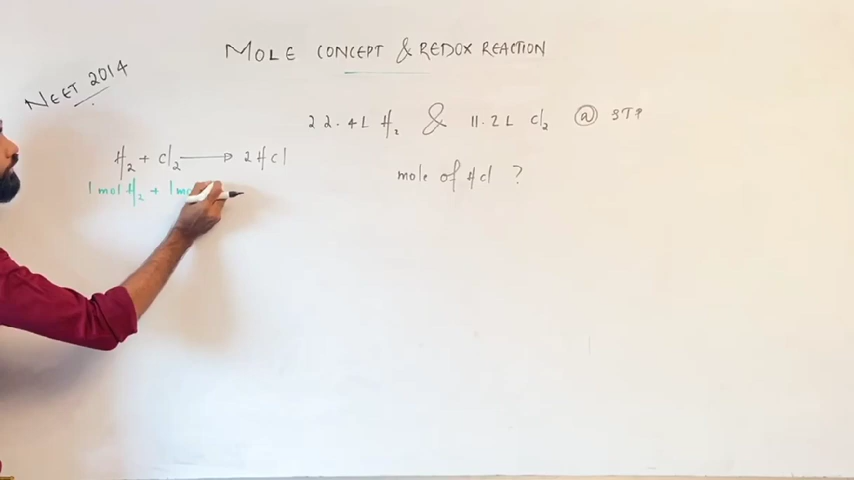 MOLE CONCEPT & REDOX REACTION
NEET 2014
22.4L H₂ & 11.2L Cl₂ @ STP
H₂ + Cl₂ → 2HCl
mole of HCl ?
1 mol H₂ + 1 mo